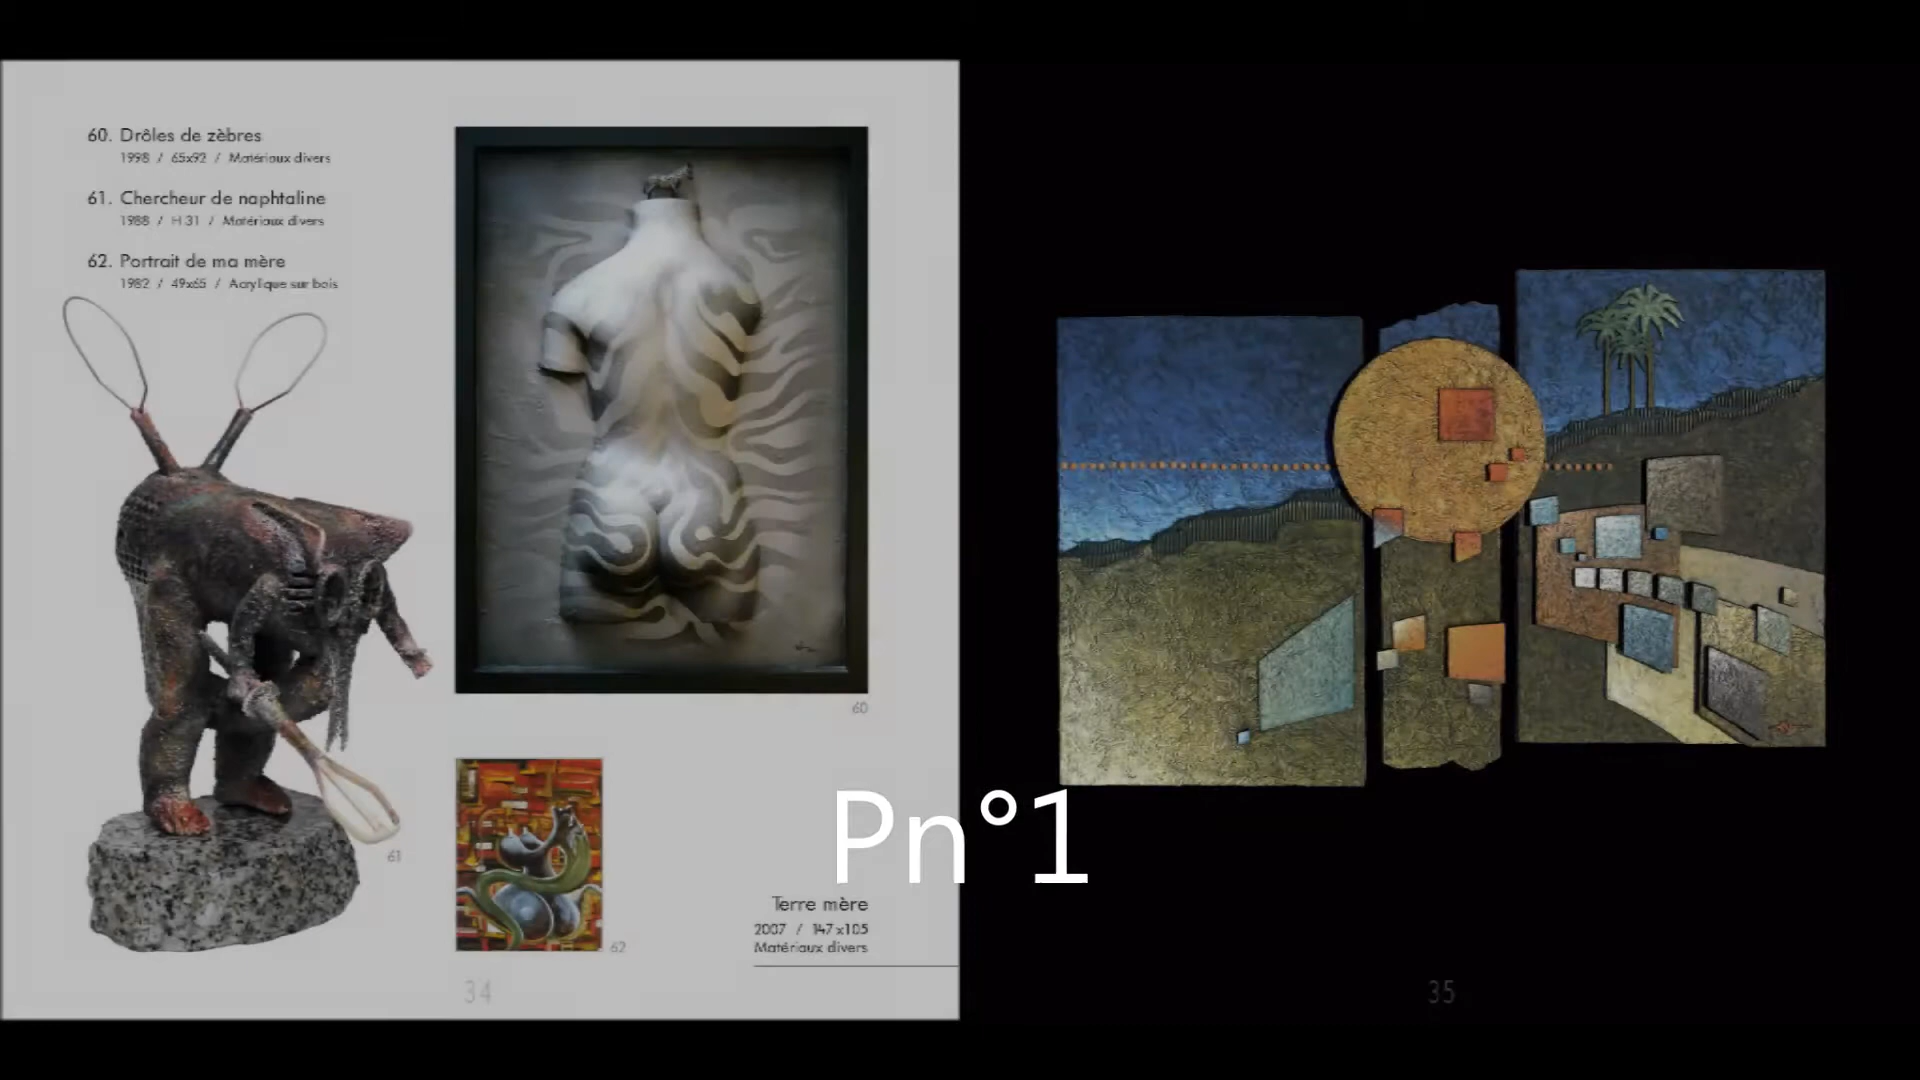 60. Drôles de zèbres
1998 / 65x92 / Matériaux divers
61. Chercheur de naphtaline
1988 / H 31 / Matériaux divers
62. Portrait de ma mère
1982 / 49x65 / Acrylique sur bois
60
61
62
Pn°1
Terre mère
2007 / 147x105
Matériaux divers
34
35